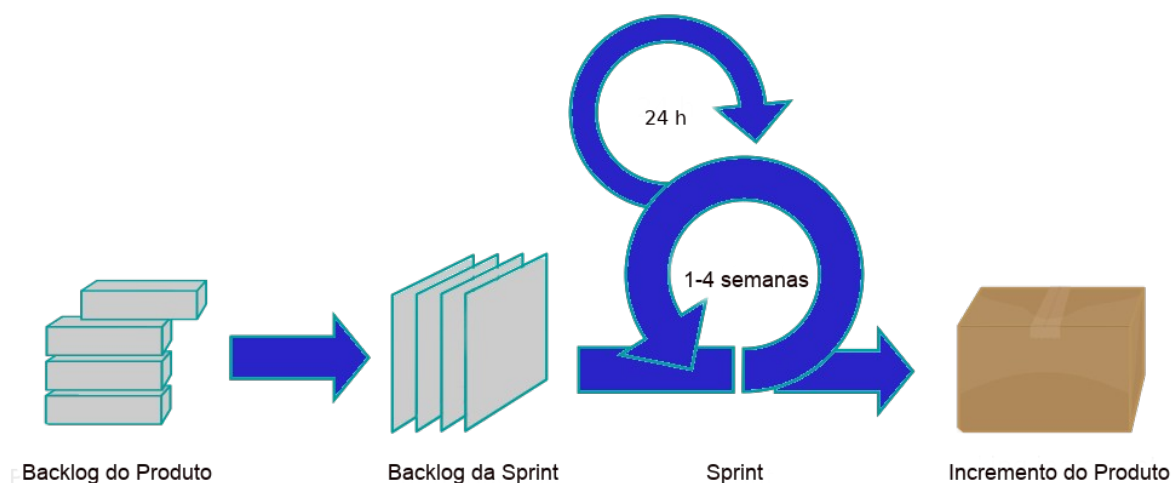 24 h
1-4 semanas
Backlog do Produto
Backlog da Sprint
Sprint
Incremento do Produto